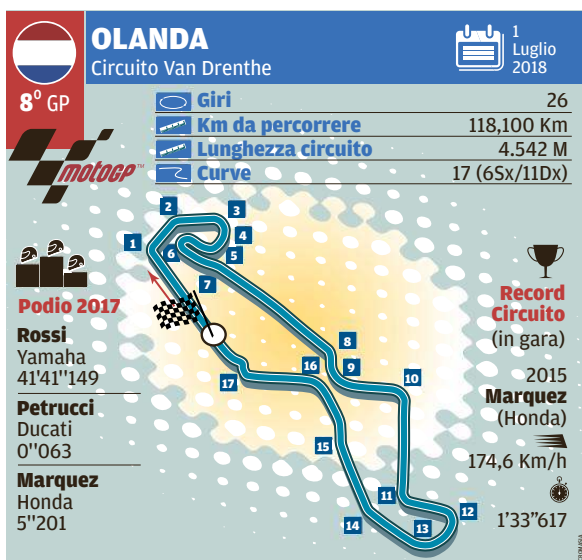 OLANDA
Circuito Van Drenthe
1
Luglio
2018
8° GP
motoGP™
Giri 26
Km da percorrere 118,100 Km
Lunghezza circuito 4.542 M
Curve 17 (6Sx/11Dx)
Podio 2017
Rossi
Yamaha
41'41''149
Petrucci
Ducati
0''063
Marquez
Honda
5''201
1
2
3
4
5
6
7
8
9
10
11
12
13
14
15
16
17
Record
Circuito
(in gara)
2015
Marquez
(Honda)
174,6 Km/h
1'33”617